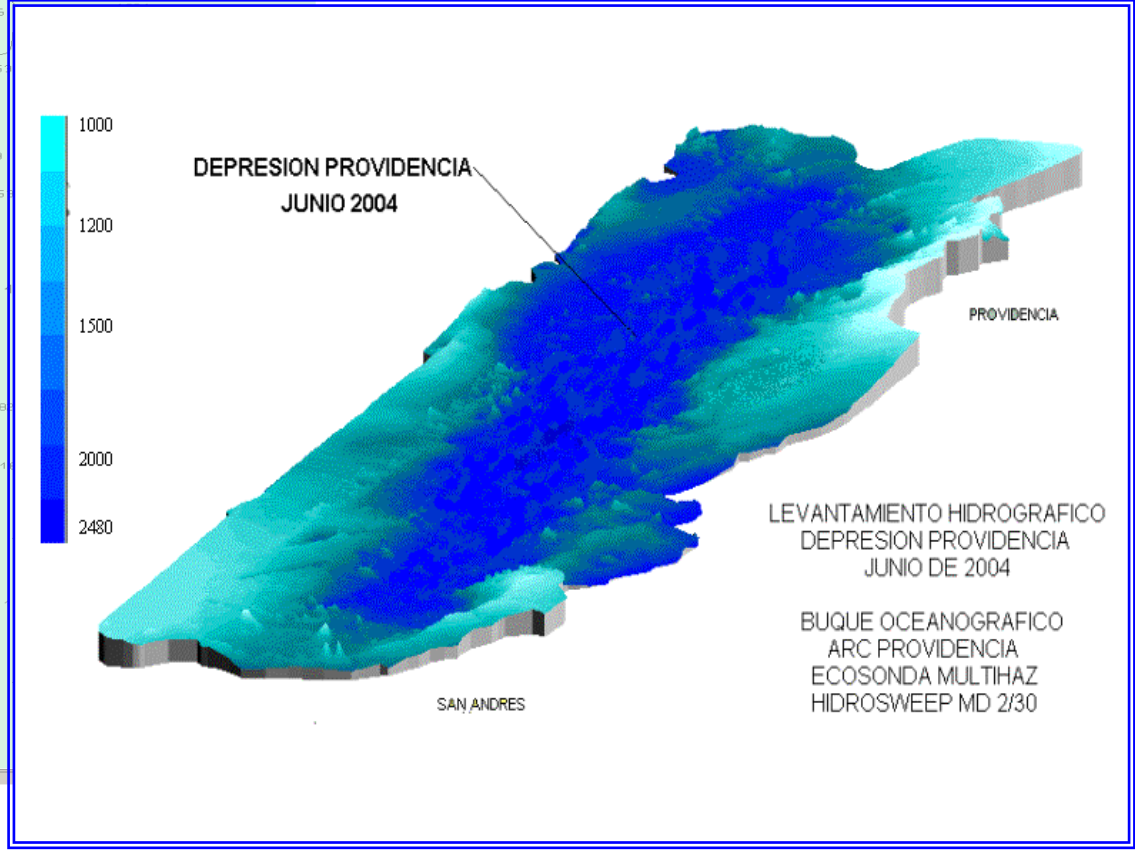 1000
1200
1500
2000
2480
DEPRESION PROVIDENCIA
JUNIO 2004
PROVIDENCIA
SAN ANDRES
LEVANTAMIENTO HIDROGRAFICO
DEPRESION PROVIDENCIA
JUNIO DE 2004
BUQUE OCEANOGRAFICO
ARC PROVIDENCIA
ECOSONDA MULTIHAZ
HIDROSWEEP MD 2/30